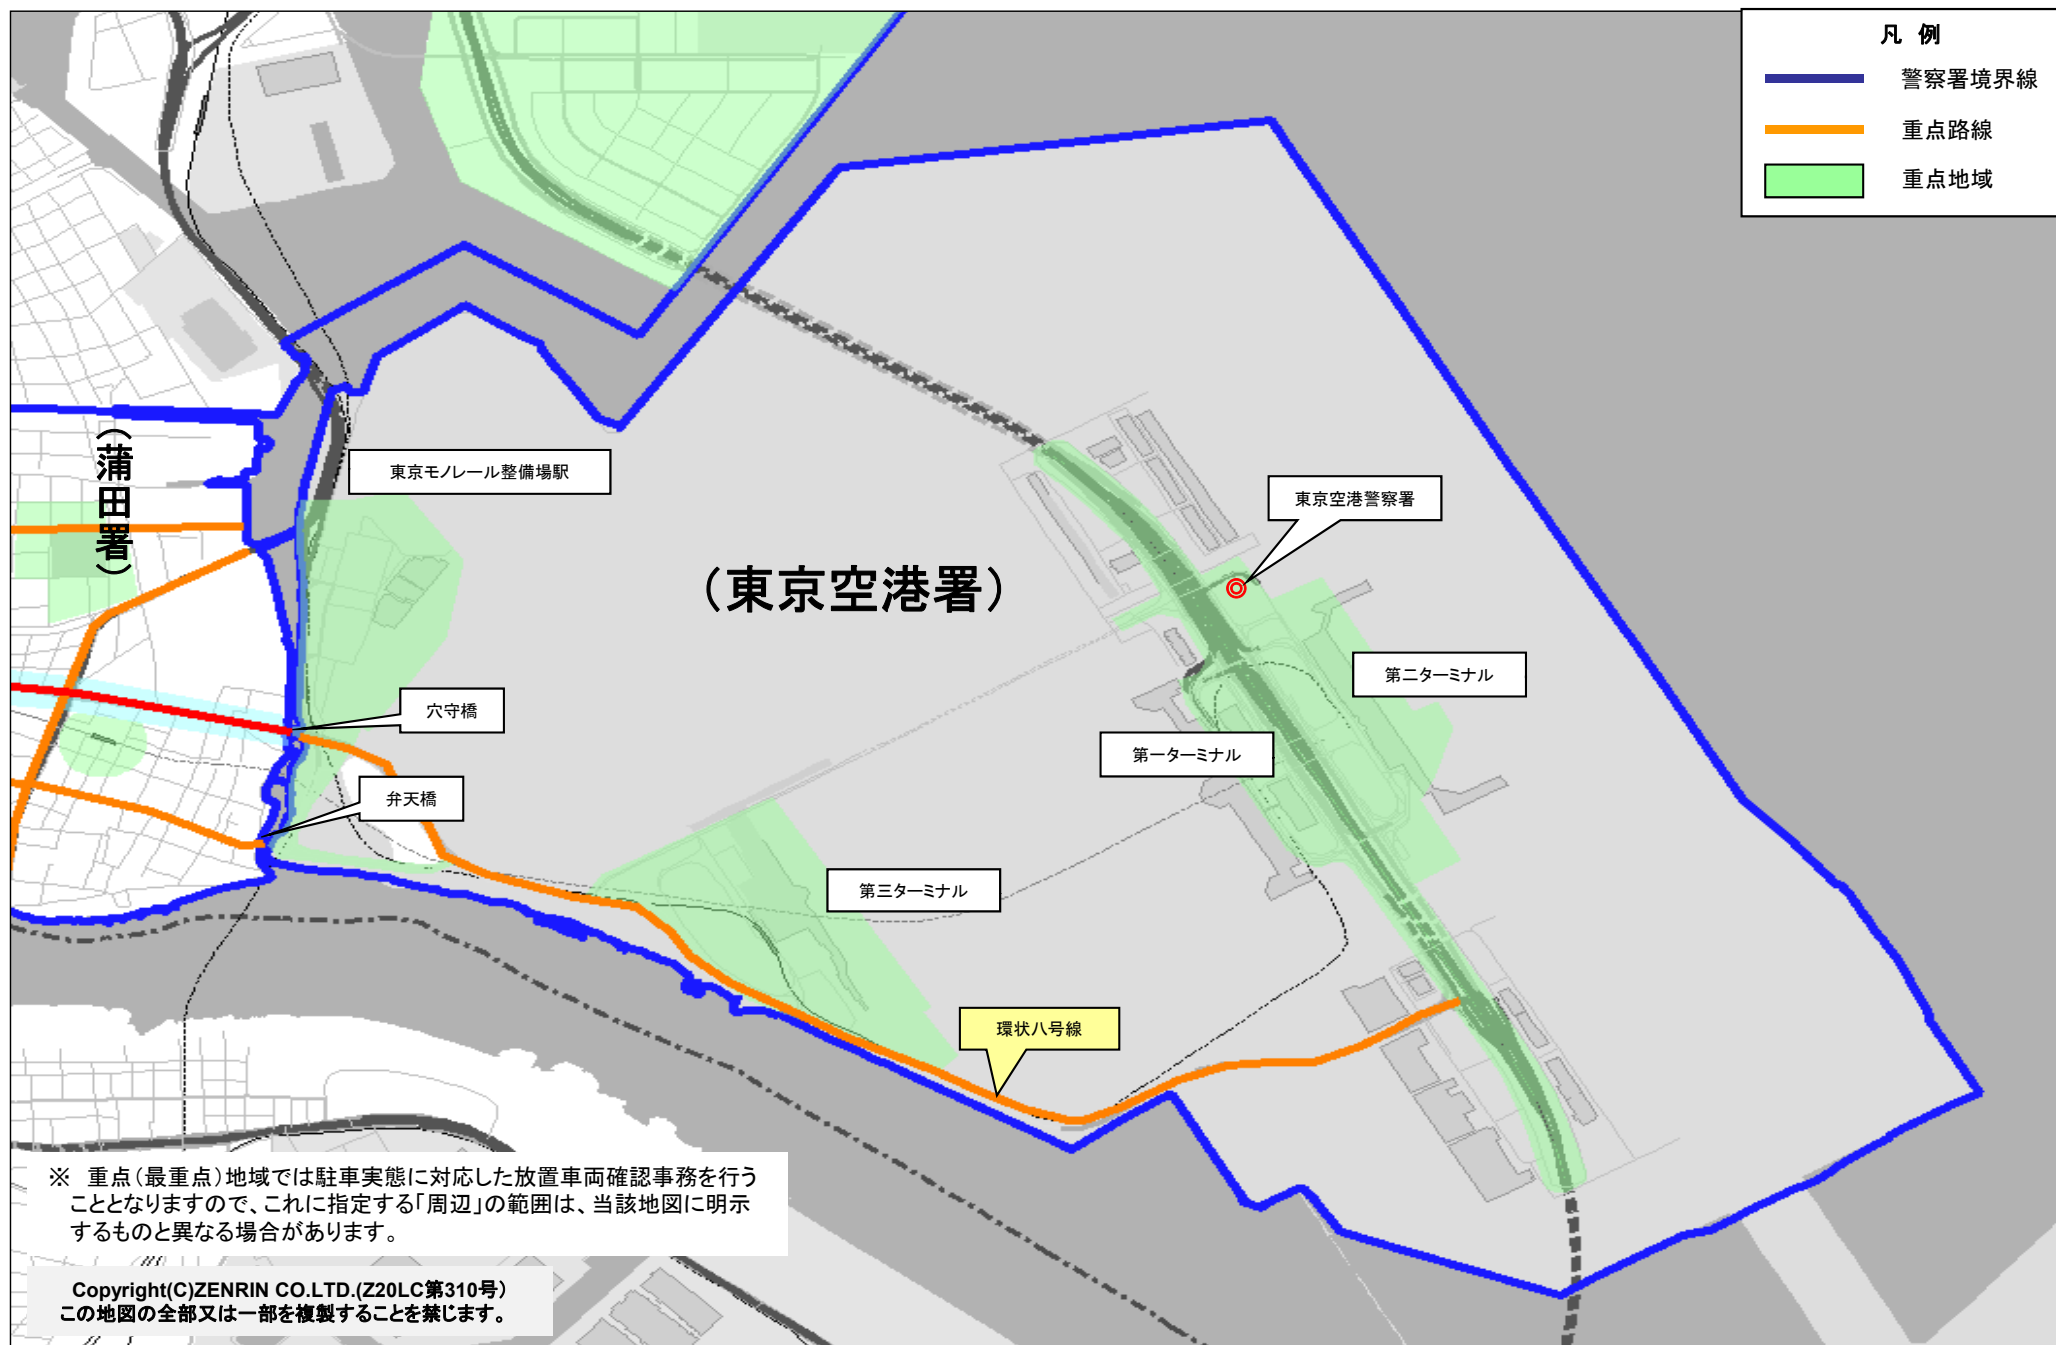 凡 例
警察署境界線
重点路線
重点地域
(蒲田署)
東京モノレール整備場駅
東京空港警察署
(東京空港署)
第二ターミナル
穴守橋
第一ターミナル
弁天橋
第三ターミナル
環状八号線
※ 重点(最重点)地域では駐車実態に対応した放置車両確認事務を行う
こととなりますので、これに指定する「周辺」の範囲は、当該地図に明示
するものと異なる場合があります。
Copyright(C)ZENRIN CO.LTD.(Z20LC第310号)
この地図の全部又は一部を複製することを禁じます。